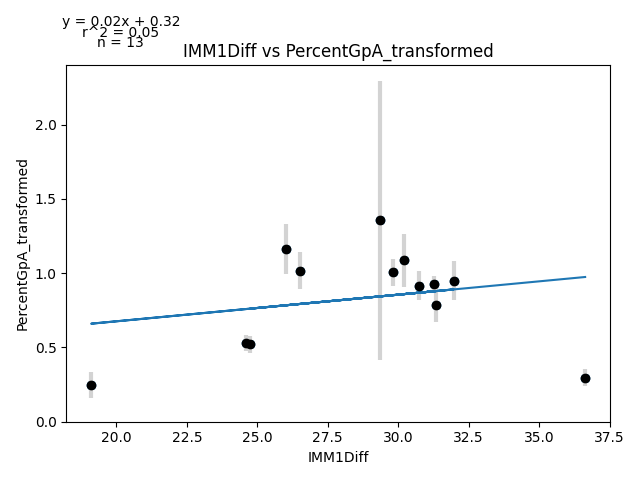 y = 0.02x + 0.32
r^2 = 0.05
n = 13
IMM1Diff vs PercentGpA_transformed
PercentGpA_transformed
2.0
1.5
1.0
0.5
0.0
20.0 22.5 25.0 27.5 30.0 32.5 35.0 37.5
IMM1Diff